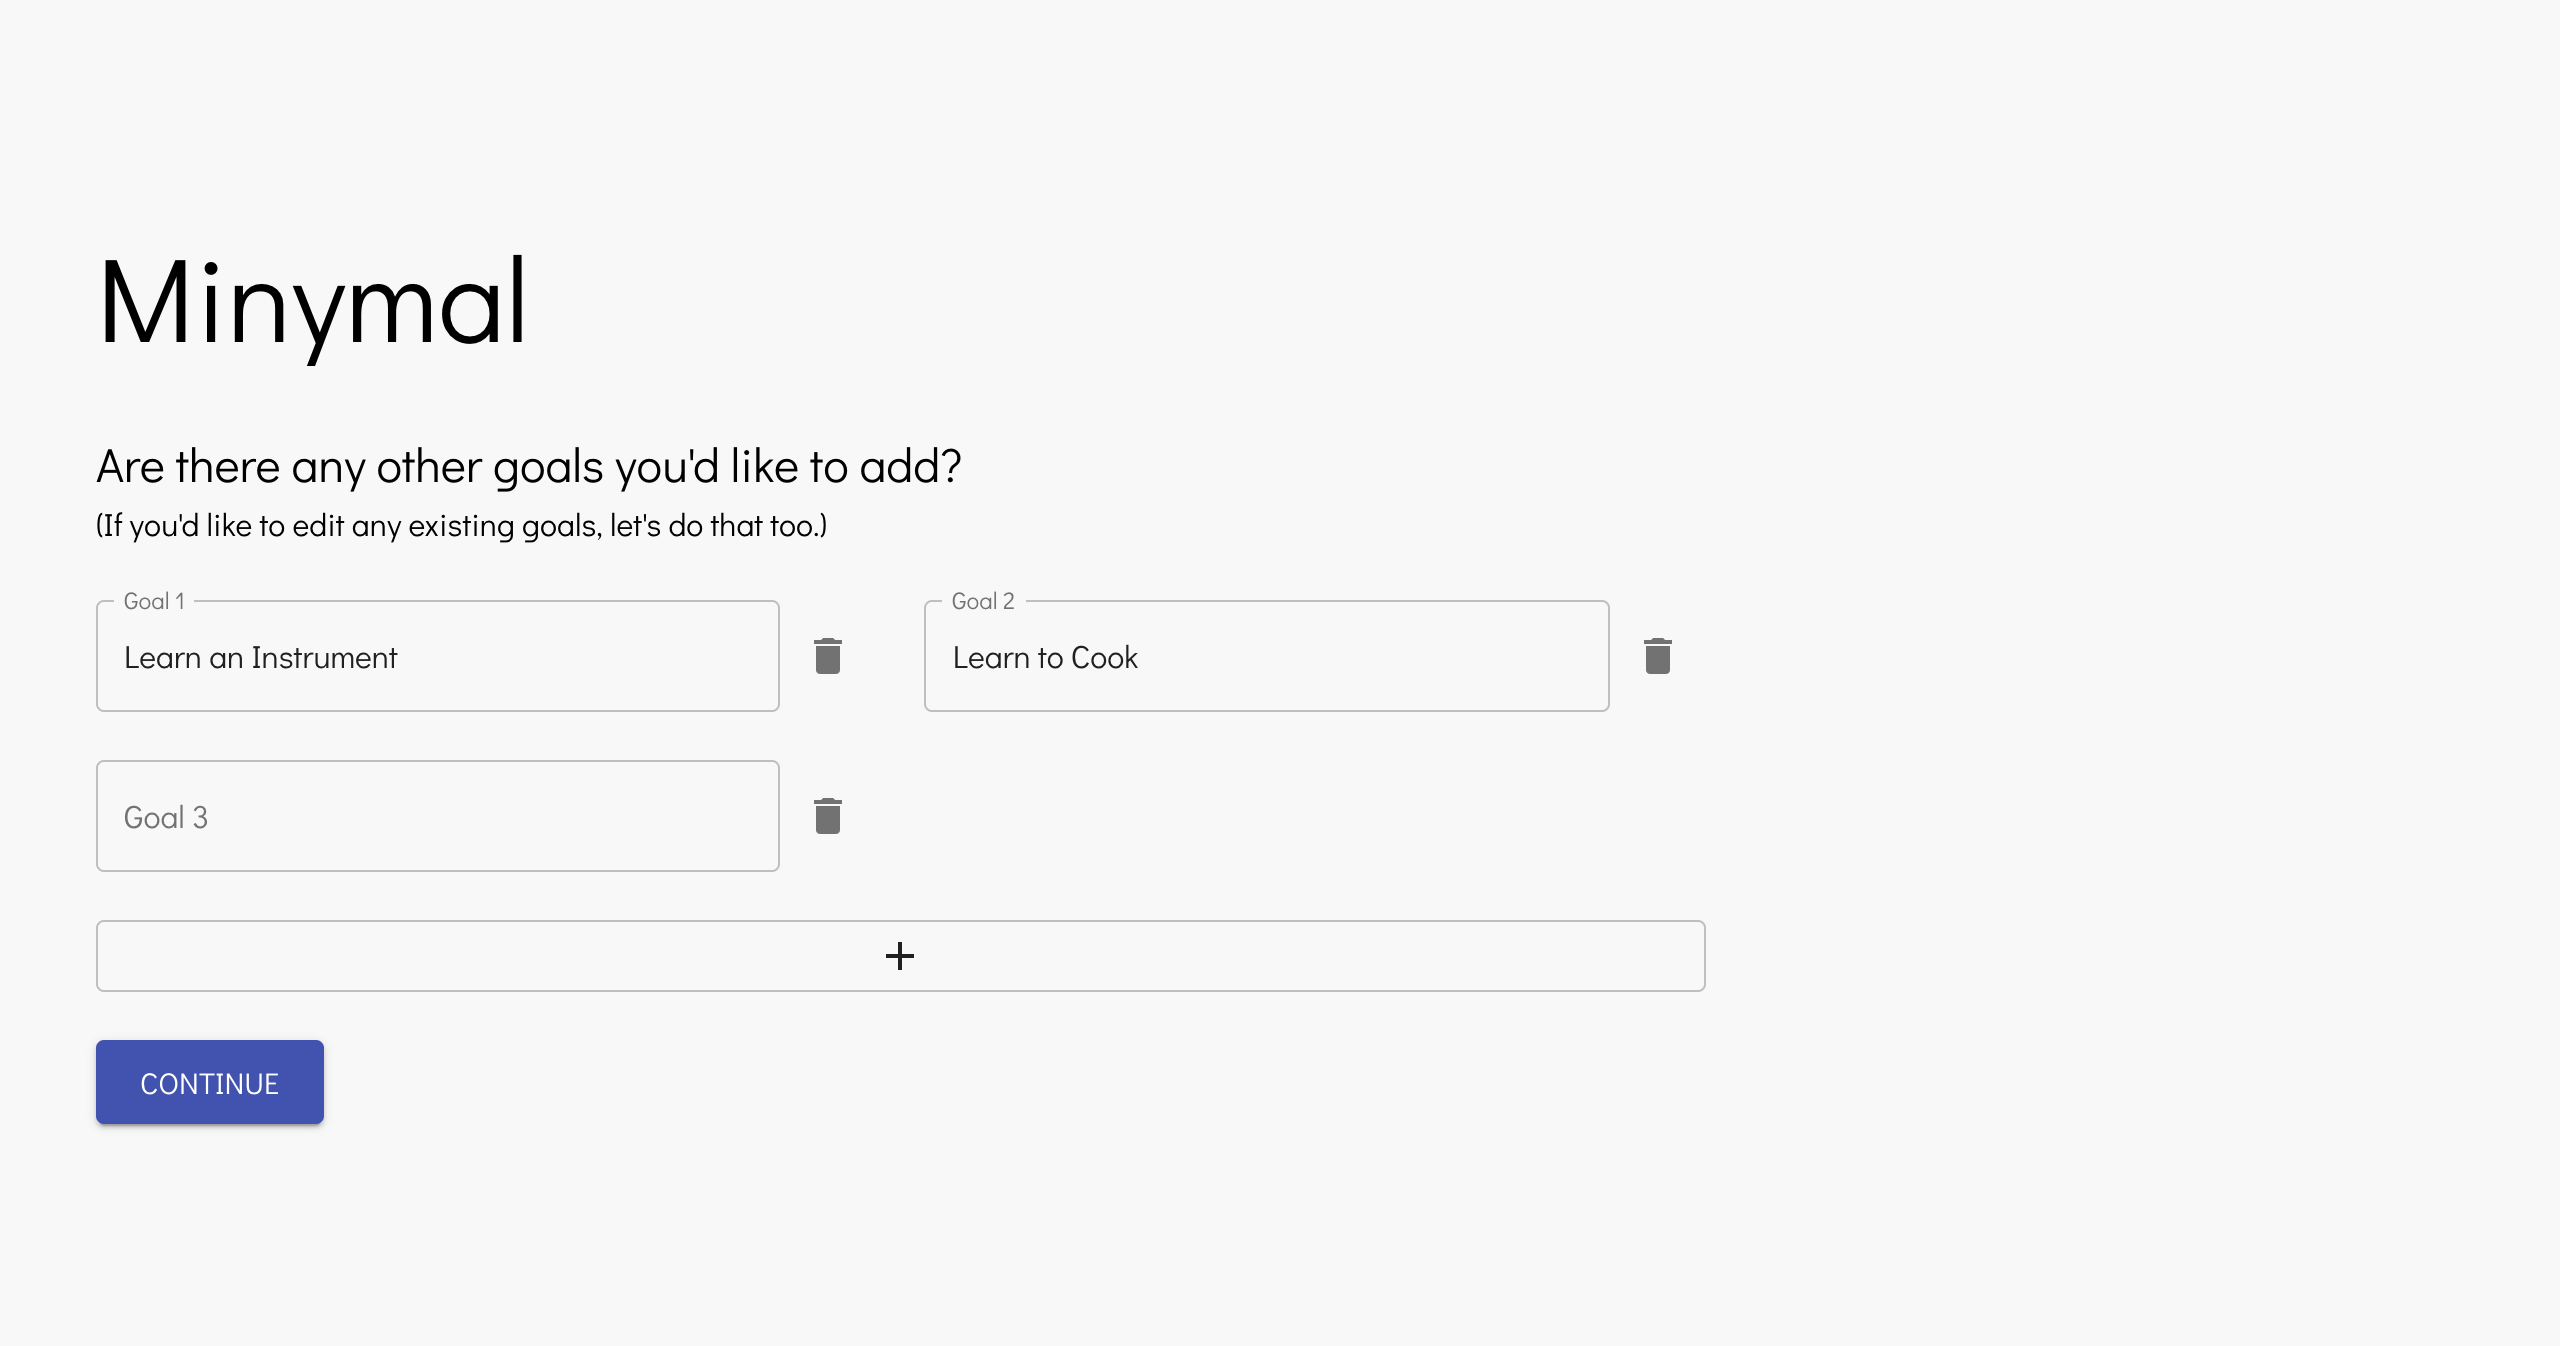 Minymal
Are there any other goals you'd like to add?
(If you'd like to edit any existing goals, let's do that too.)
Goal 1
Learn an Instrument
Goal 2
Learn to Cook
Goal 3
CONTINUE